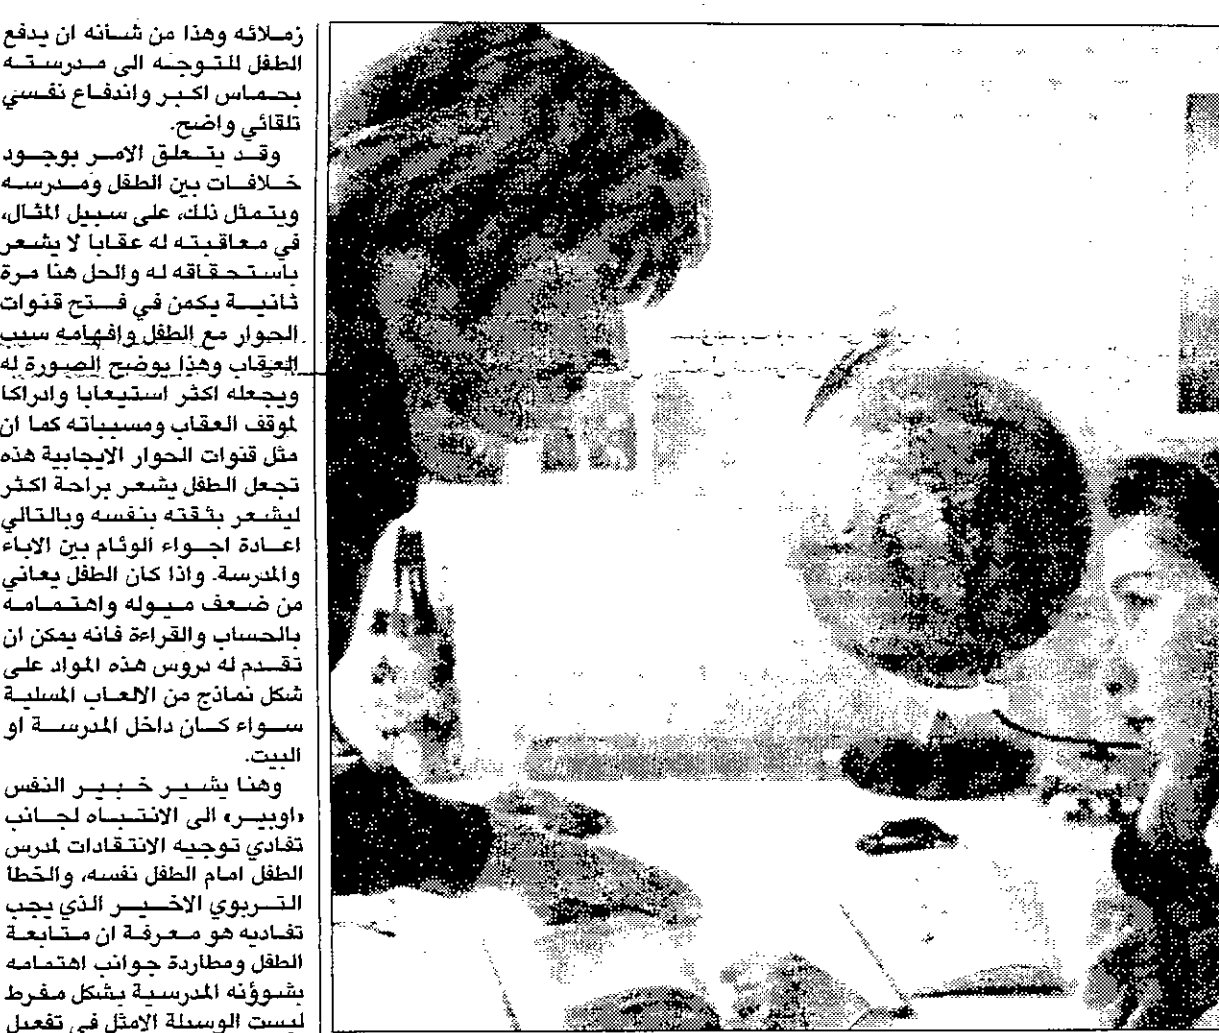 زملائه وهذا من شأنه ان يدفع
الطفل للتوجه الى مدرسته
بحماس اكبر واندفاع نفسي
تلقائي واضح.
وقد يتعلق الامر بوجود
خلافات بين الطفل ومدرسه
ويتمثل ذلك، على سبيل المثال،
في معاقبته له عقابا لا يشعر
باستحقاقه له والحل هنا مرة
ثانية يكمن في فتح قنوات
الحوار مع الطفل وافهامه سبب
العقاب وهذا يوضح الصورة له
ويجعله اكثر استيعابا وادراكا
لموقف العقاب ومسبباته كما ان
مثل قنوات الحوار الايجابية هذه
تجعل الطفل يشعر براحة اكثر
ليشعر بثقته بنفسه وبالتالي
اعادة اجواء الوئام بين الاباء
والمدرسة. واذا كان الطفل يعاني
من ضعف ميوله واهتمامه
بالحساب والقراءة فانه يمكن ان
تقدم له دروس هذه المواد على
شكل نماذج من الالعاب المسلية
سواء كان داخل المدرسة او
البيت.
وهنا يشير خبير النفس
«اوبير» الى الانتباه لجانب
تفادي توجيه الانتقادات لمدرس
الطفل امام الطفل نفسه، والخطأ
التربوي الاخير الذي يجب
تفاديه هو معرفة ان متابعة
الطفل ومطاردة جوانب اهتمامه
بشوؤنه المدرسية بشكل مفرط
ليست الوسيلة الامثل في تفعيل